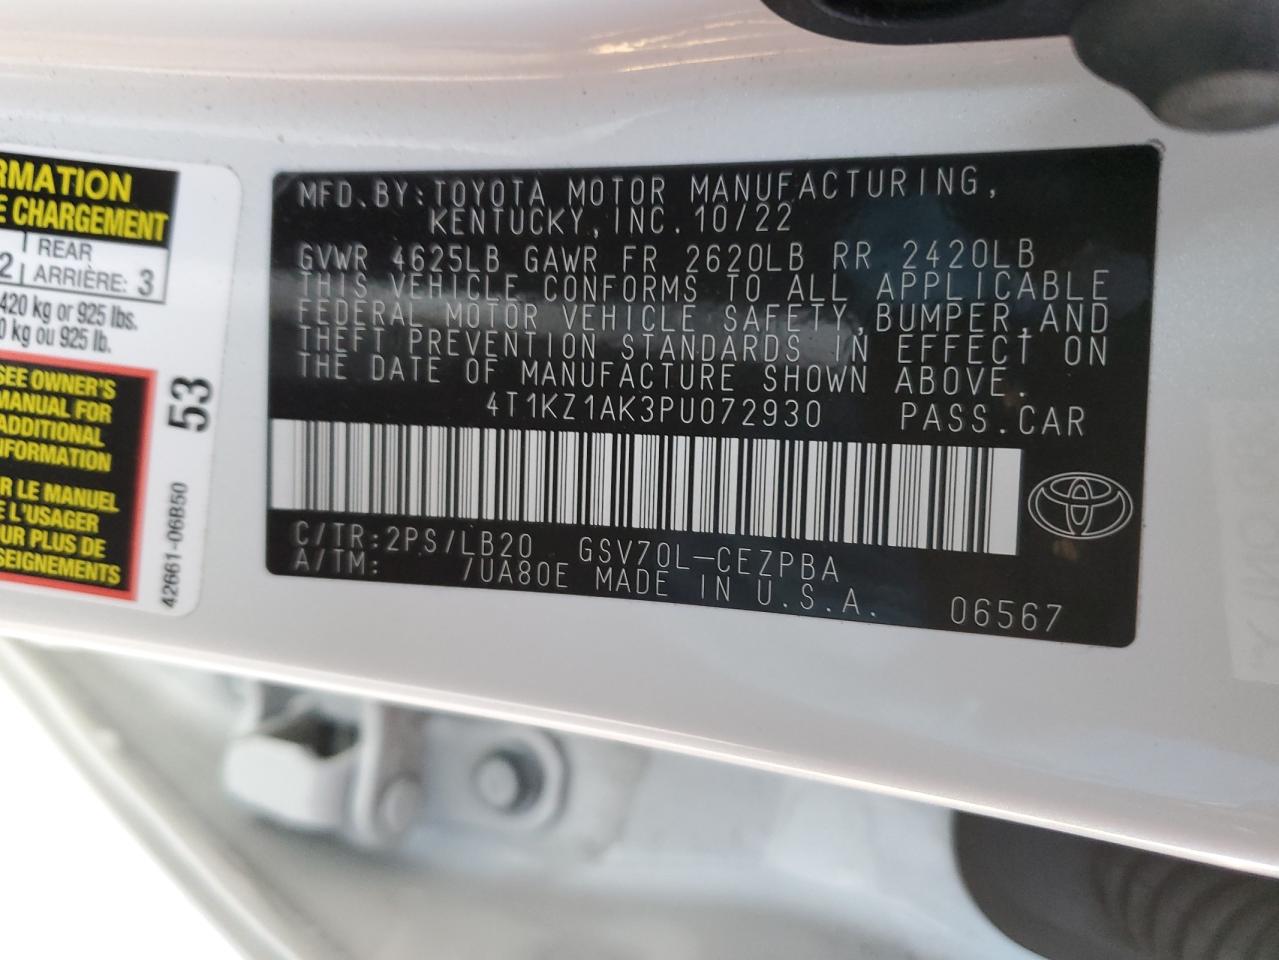 RMATION
E CHARGEMENT
2 REAR
ARRIÈRE: 3
420 kg or 925 lbs.
0 kg ou 925 lb.
SEE OWNER'S
MANUAL FOR
ADDITIONAL
NFORMATION
R LE MANUEL
E L'USAGER
OUR PLUS DE
SEIGNEMENTS
53
42661-06B50
MFD.BY:TOYOTA MOTOR MANUFACTURING,
KENTUCKY,INC.10/22
GVWR 4625LB GAWR FR 2620LB RR 2420LB
THIS VEHICLE CONFORMS TO ALL APPLICABLE
FEDERAL MOTOR VEHICLE SAFETY,BUMPER,AND
THEFT PREVENTION STANDARDS IN EFFECT ON
THE DATE OF MANUFACTURE SHOWN ABOVE.
4T1KZ1AK3PU072930 PASS.CAR
C/TR:2PS/LB20 GSV70L-CEZPBA
A/TM: /UA80E MADE IN U.S.A. 06567